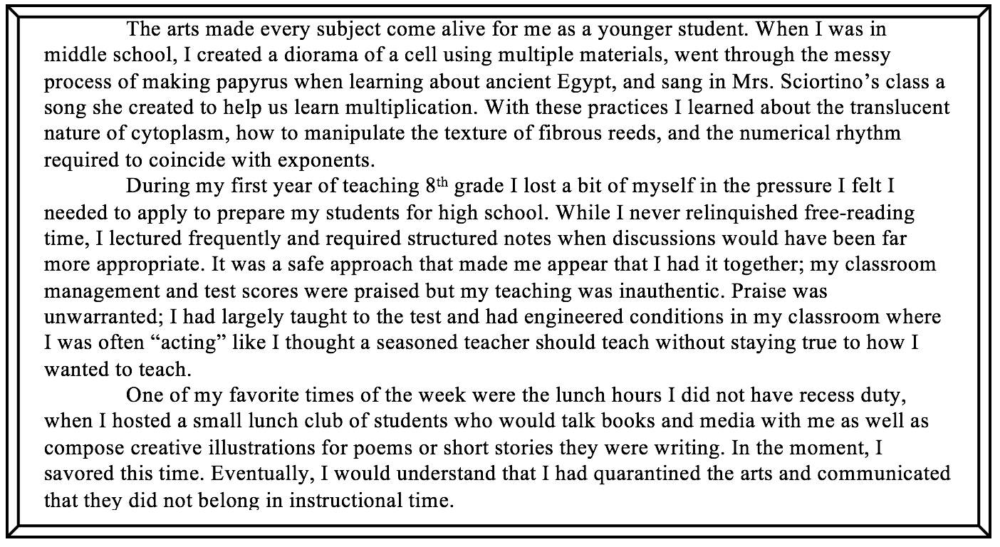 The arts made every subject come alive for me as a younger student. When I was in
middle school, I created a diorama of a cell using multiple materials, went through the messy
process of making papyrus when learning about ancient Egypt, and sang in Mrs. Sciortino’s class a
song she created to help us learn multiplication. With these practices I learned about the translucent
nature of cytoplasm, how to manipulate the texture of fibrous reeds, and the numerical rhythm
required to coincide with exponents.
During my first year of teaching 8th grade I lost a bit of myself in the pressure I felt I
needed to apply to prepare my students for high school. While I never relinquished free-reading
time, I lectured frequently and required structured notes when discussions would have been far
more appropriate. It was a safe approach that made me appear that I had it together; my classroom
management and test scores were praised but my teaching was inauthentic. Praise was
unwarranted; I had largely taught to the test and had engineered conditions in my classroom where
I was often “acting” like I thought a seasoned teacher should teach without staying true to how I
wanted to teach.
One of my favorite times of the week were the lunch hours I did not have recess duty,
when I hosted a small lunch club of students who would talk books and media with me as well as
compose creative illustrations for poems or short stories they were writing. In the moment, I
savored this time. Eventually, I would understand that I had quarantined the arts and communicated
that they did not belong in instructional time.